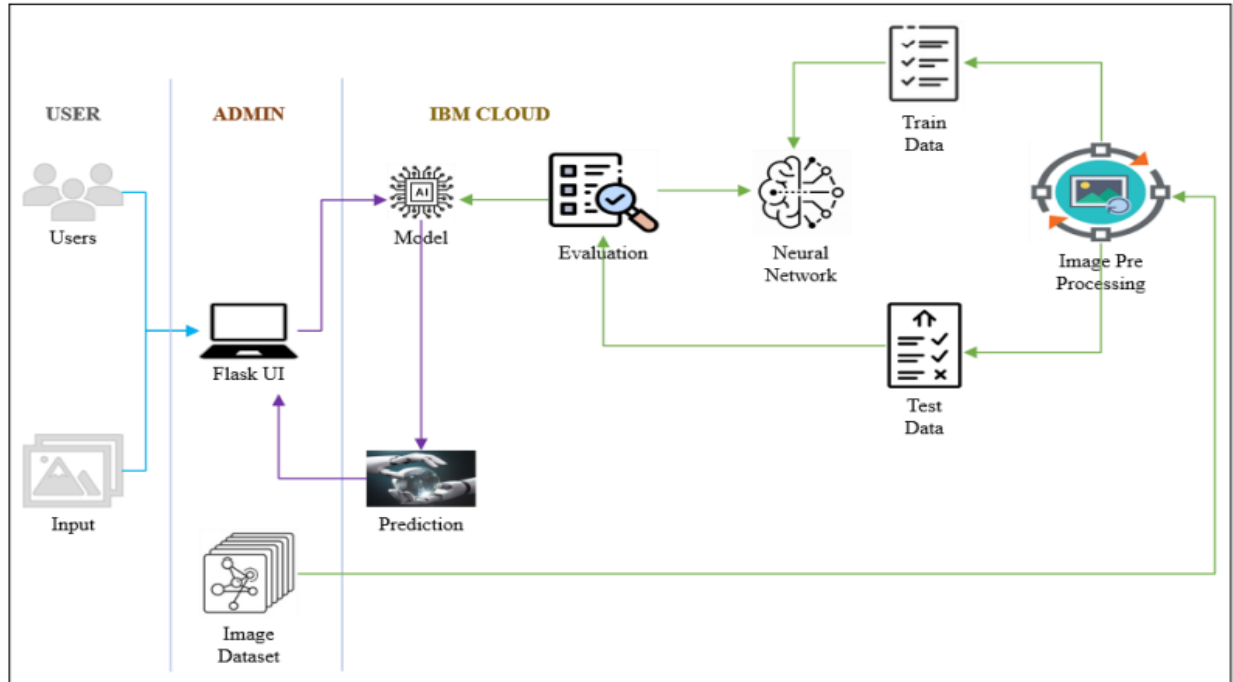 USER
ADMIN
IBM CLOUD
Users
Model
AI
Evaluation
Neural
Network
Train
Data
Image Pre
Processing
Flask UI
Test
Data
Input
Prediction
Image
Dataset